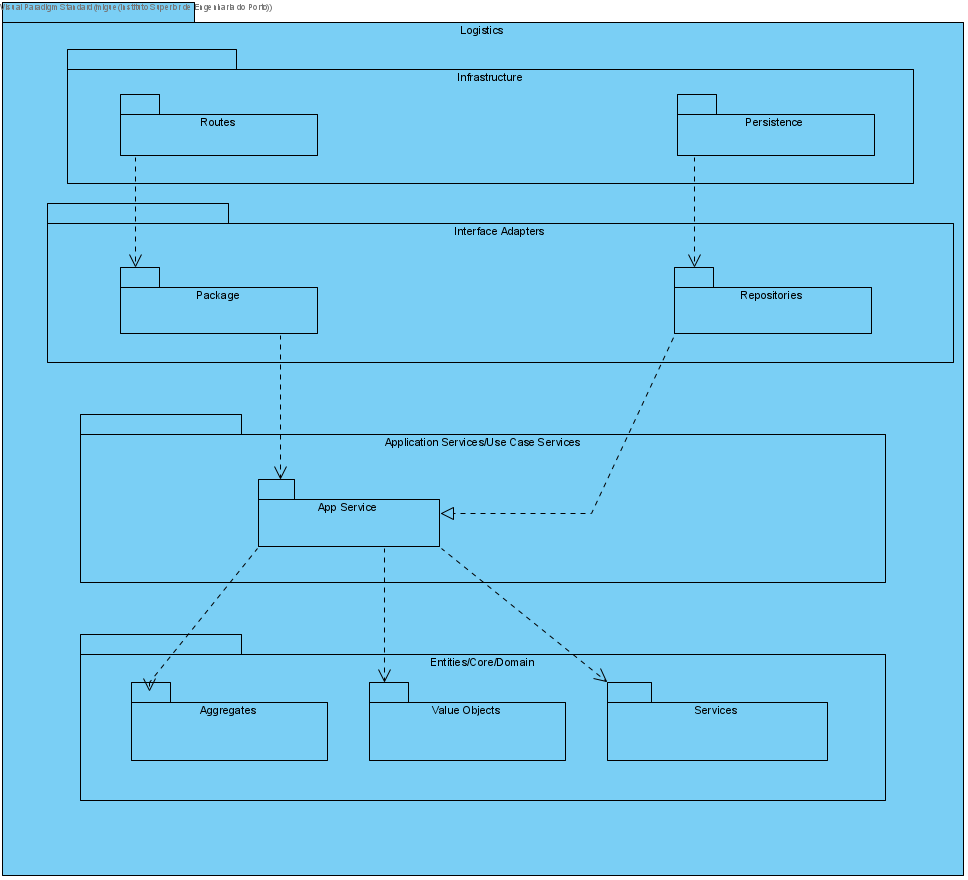 Visual Paradigm Standard(migue(Instituto Superior de Engenharia do Porto))
Logistics
Infrastructure
Routes
Persistence
Interface Adapters
Package
Repositories
Application Services/Use Case Services
App Service
Entities/Core/Domain
Aggregates
Value Objects
Services